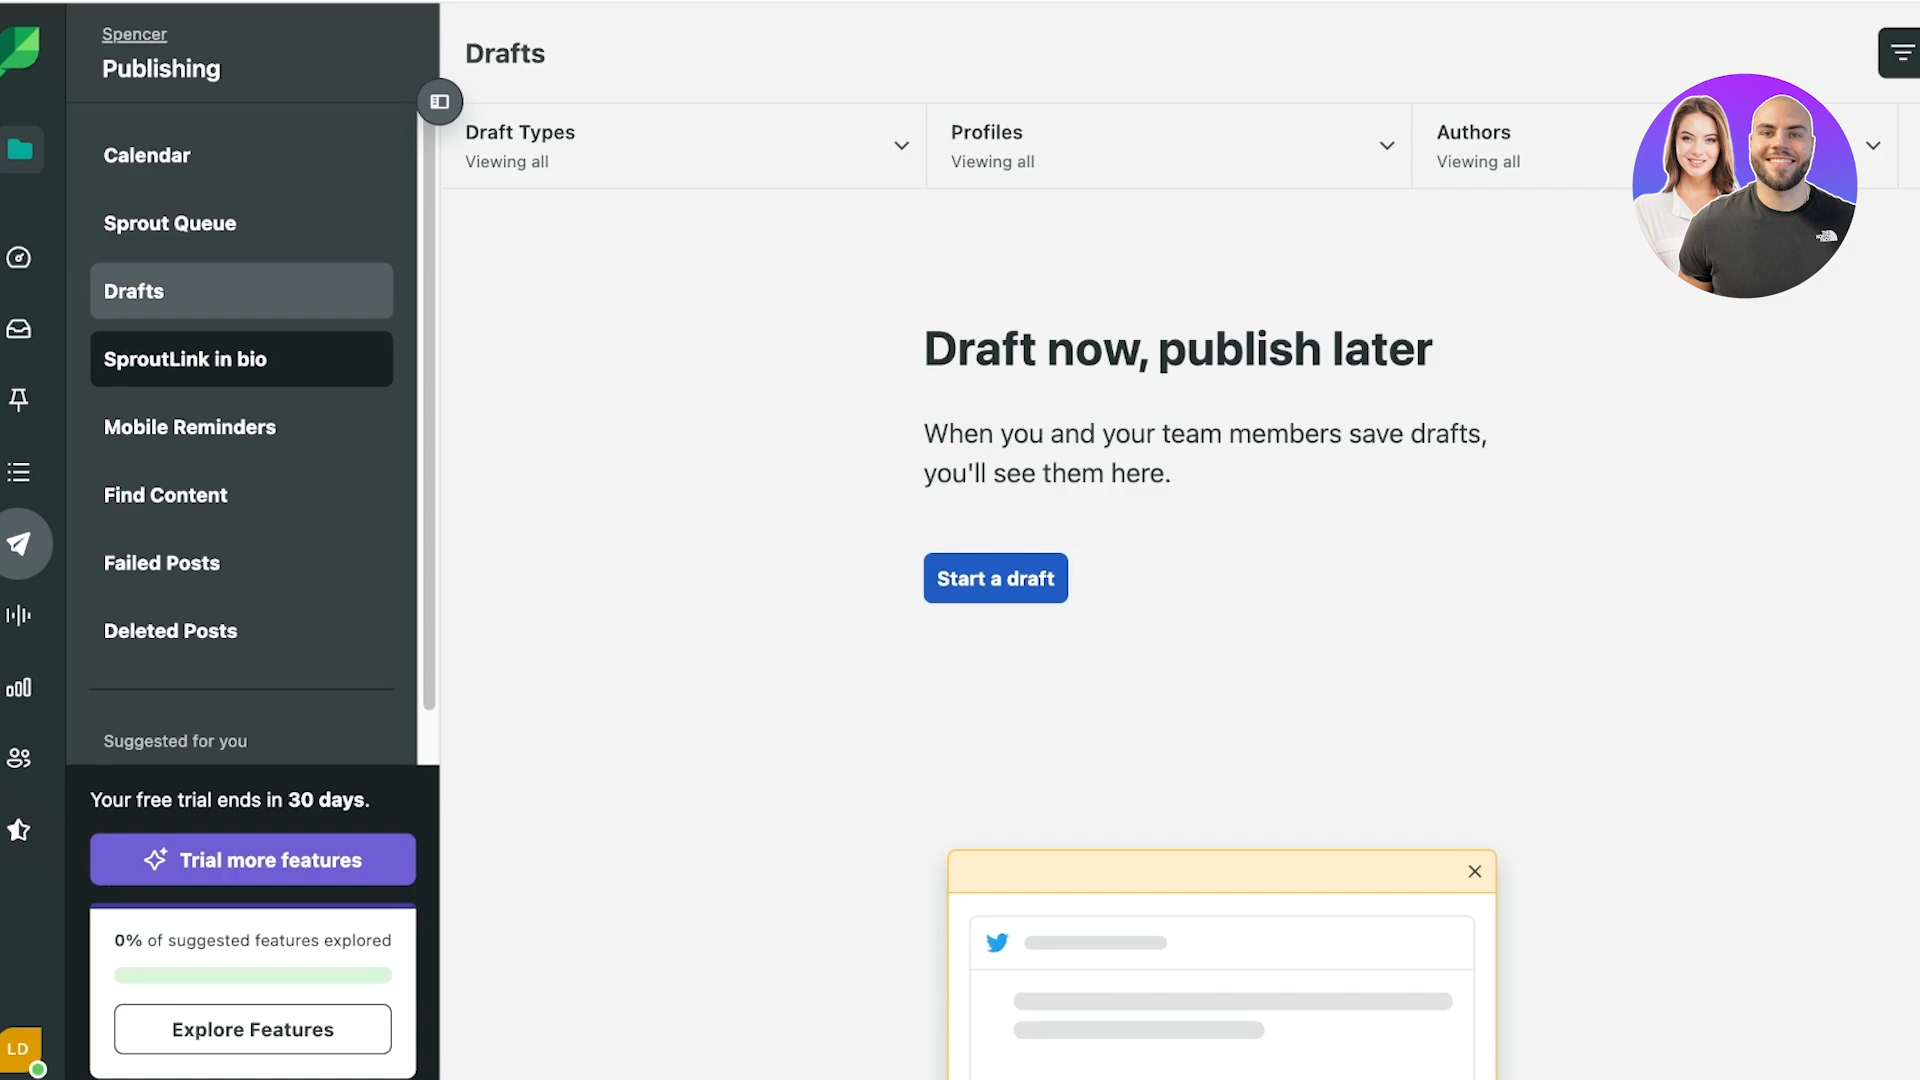 Spencer
Publishing
Calendar
Sprout Queue
Drafts
SproutLink in bio
Mobile Reminders
Find Content
Failed Posts
Deleted Posts
Suggested for you
Your free trial ends in 30 days.
Trial more features
0% of suggested features explored
Explore Features
LD
Drafts
Draft Types
Viewing all
Profiles
Viewing all
Authors
Viewing all
THE
NORTH
FACE
Draft now, publish later
When you and your team members save drafts,
you'll see them here.
Start a draft